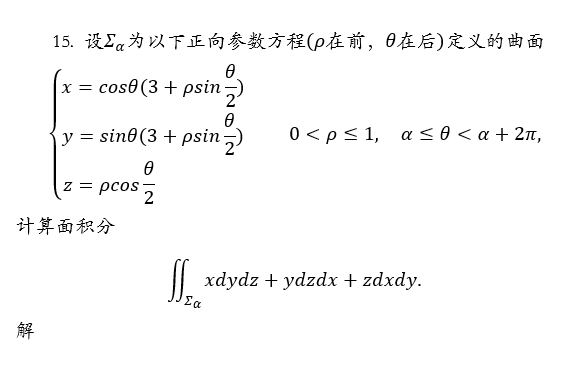 15. 设Σα为以下正向参数方程(ρ在前，θ在后)定义的曲面
x = cosθ(3 + ρsin θ/2)
y = sinθ(3 + ρsin θ/2)    0 < ρ ≤ 1,    α ≤ θ < α + 2π,
z = ρcos θ/2
计算面积分
∬Σα xdydz + ydzdx + zdxdy.
解